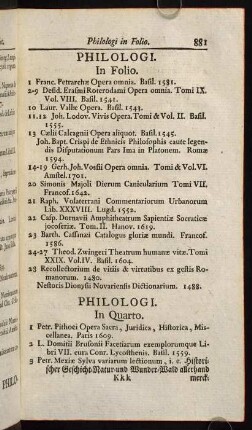 Philologi in Folio. 881
PHILOLOGI.
In Folio.
1 Franc. Petrarchæ Opera omnia. Basil. 1581.
2-9 Desid. Erasmi Roterodami Opera omnia. Tomi IX.
Vol. VIII. Basil. 1541.
10 Laur. Vallæ Opera. Basil. 1543.
11.12 Joh. Lodov. Vivis Opera. Tomi & Vol. II. Basil.
1555.
13 Cælii Calcagnii Opera aliquot. Basil. 1545.
Joh. Bapt. Crispi de Ethnicis Philosophis caute legen-
dis Disputationum Pars Ima in Platonem. Romæ
1594.
14-19 Gerh. Joh. Vossii Opera omnia. Tomi & Vol. VI.
Amstel. 1701.
20 Simonis Majoli Dierum Canicularium Tomi VII.
Francof. 1642.
21 Raph. Volaterrani Commentariorum Urbanorum
Lib. XXXVIII. Lugd. 1552.
22 Casp. Dornavii Amphitheatrum Sapientiæ Socraticæ
jocoseriæ. Tom. II. Hanov. 1619.
23 Barth. Cassanæi Catalogus gloriæ mundi. Francof.
1586.
24-27 Theod. Zwingeri Theatrum humanæ vitæ. Tomi
XXIX. Vol. IV. Basil. 1604.
28 Recollectorium de vitiis & virtutibus ex gestis Ro-
manorum. 1480.
Nestoris Dionysii Novariensis Dictionarium. 1488.
PHILOLOGI.
In Quarto.
1 Petr. Pithoei Opera Sacra, Juridica, Historica, Mis-
cellanea. Paris 1609.
2 L. Domitii Brusonii Facetiarum exemplorumque Li-
bri VII. cura Conr. Lycosthenis. Basil. 1559.
3 Petr. Mexiæ Sylva variarum lectionum, i. e. Histori-
scher Geschicht-Natur-und Wunder-Wald allerhand
Kkk merck-